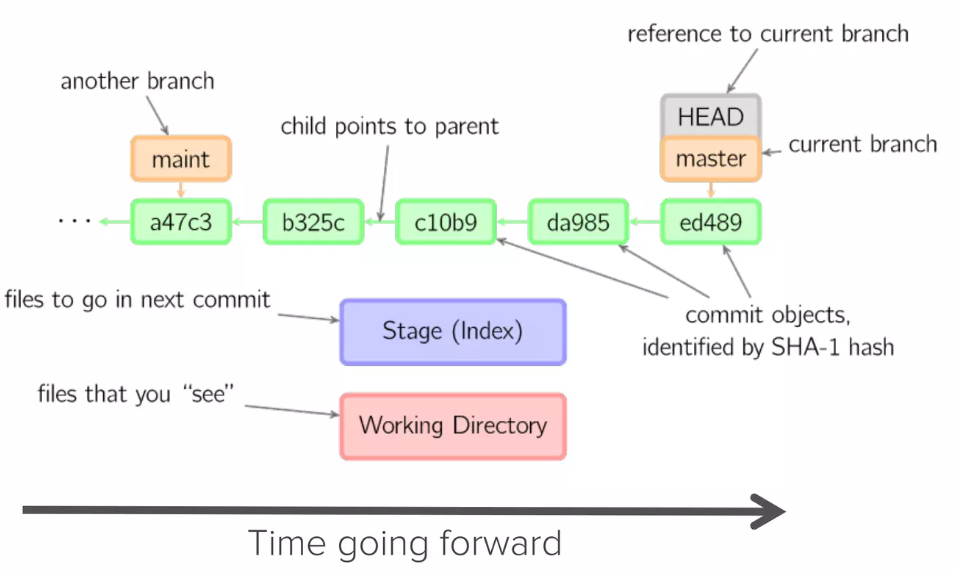 reference to current branch
another branch
HEAD
child points to parent
current branch
maint
master
...
a47c3
b325c
c10b9
da985
ed489
files to go in next commit
Stage (Index)
commit objects,
identified by SHA-1 hash
files that you “see”
Working Directory
Time going forward